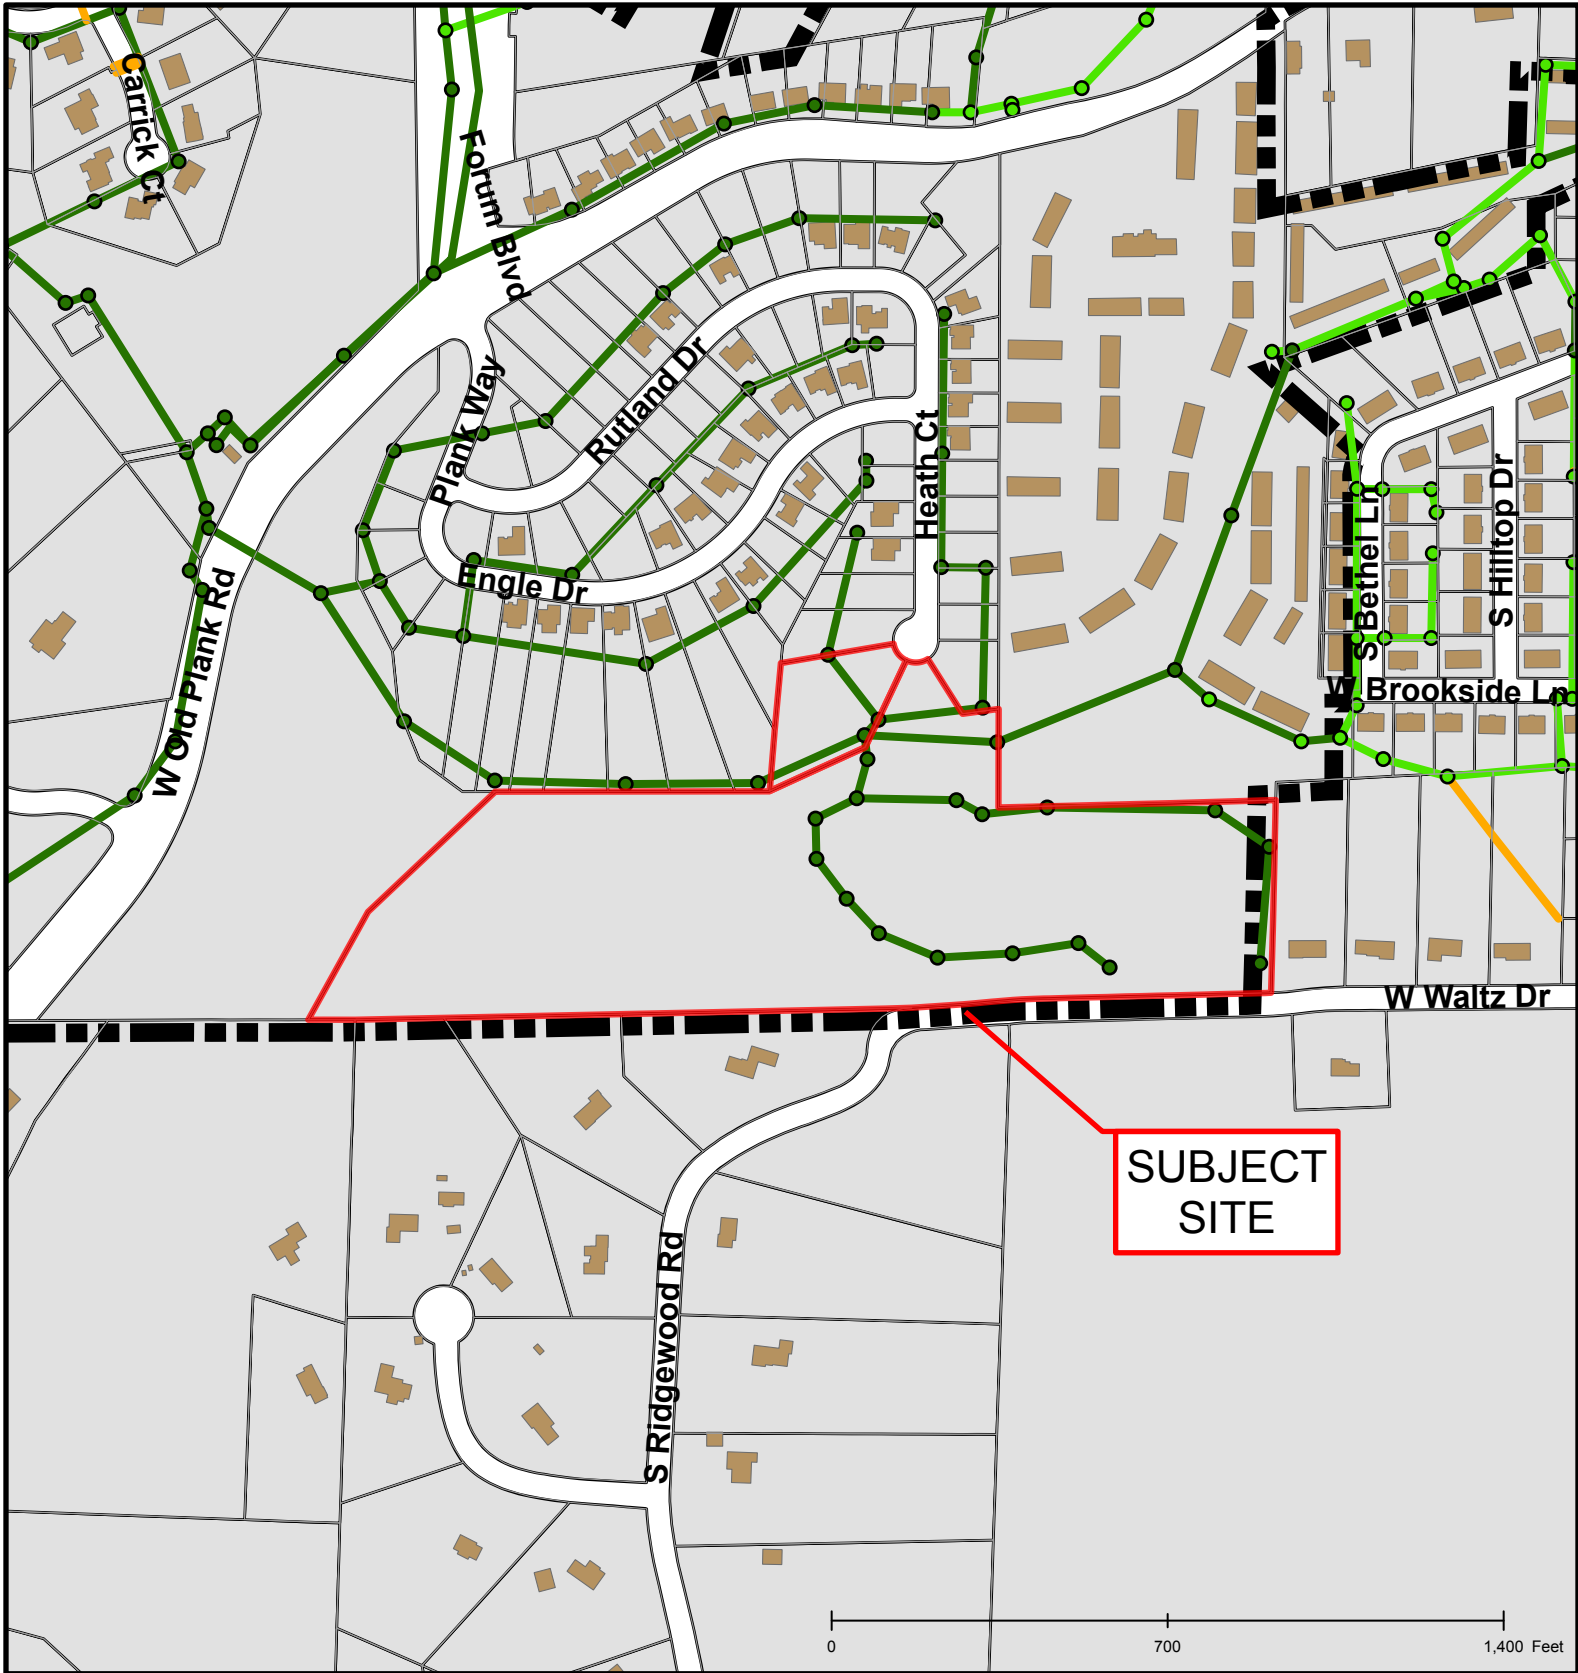 Carrick Ct
Forum Blvd
Plank Way
Rutland Dr
Heath Ct
Engle Dr
W Old Plank Rd
S Bethel Ln
S Hilltop Dr
W Brookside Ln
W Waltz Dr
SUBJECT
SITE
S Ridgewood Rd
0 700 1,400 Feet